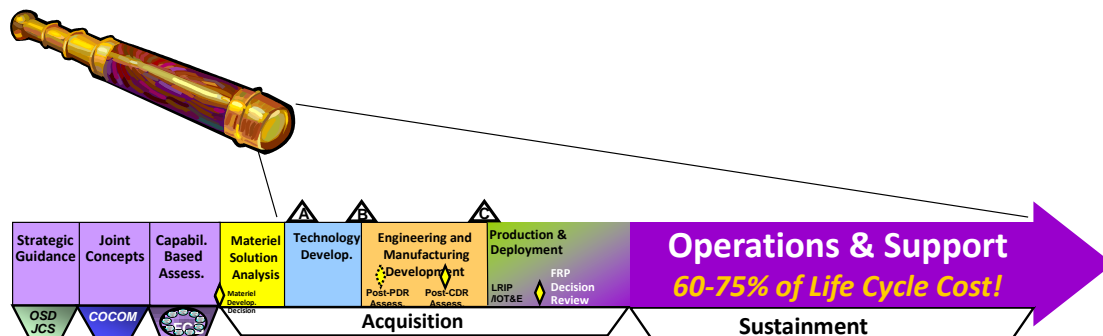 A
B
C
Strategic
Guidance
Joint
Concepts
Capabil.
Based
Assess.
Materiel
Solution
Analysis
Materiel
Develop.
Decision
Technology
Develop.
Engineering and
Manufacturing
Development
Post-PDR
Assess.
Post-CDR
Assess.
Production &
Deployment
LRIP
/IOT&E
FRP
Decision
Review
Operations & Support
60-75% of Life Cycle Cost!
OSD
JCS
COCOM
Acquisition
Sustainment